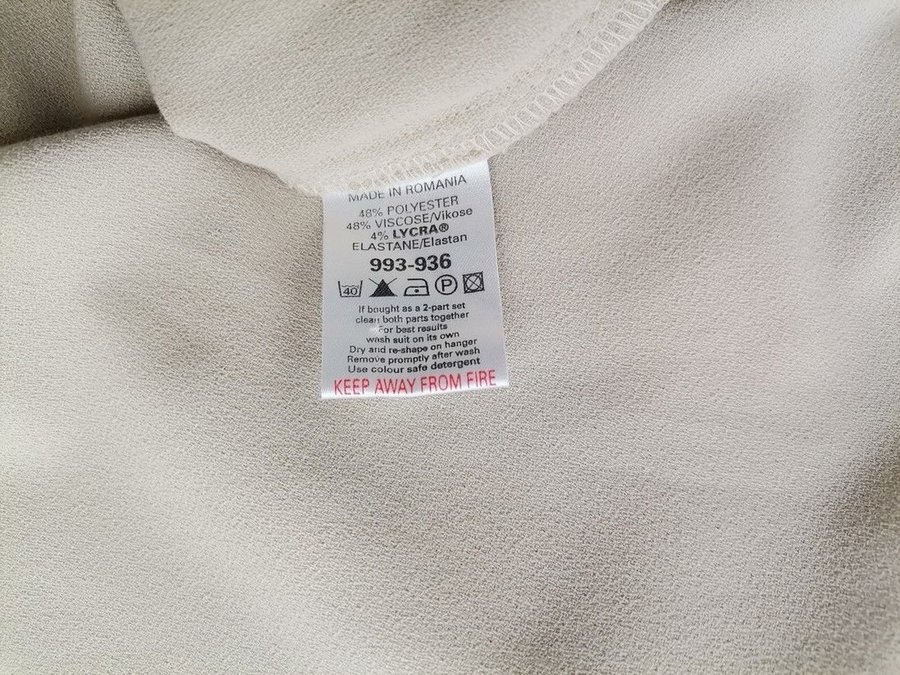 MADE IN ROMANIA
48% POLYESTER
48% VISCOSE/Vikose
4% LYCRA®
ELASTANE/Elastan
993-936
40 P
If bought as a 2-part set
clean both parts together
For best results
wash suit on its own
Dry and re-shape on hanger
Remove promptly after wash
Use colour safe detergent
KEEP AWAY FROM FIRE